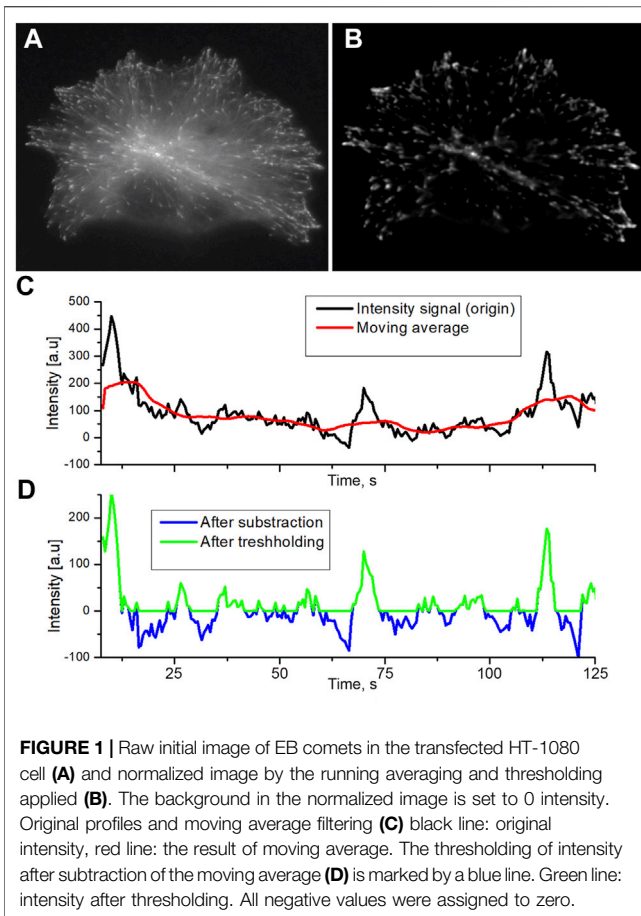 A
B
C
500
400
300
200
100
0
-100
Intensity [a.u]
Intensity signal (origin)
Moving average
Time, s
D
200
100
0
-100
Intensity [a.u]
After substraction
After treshholding
25
50
75
100
125
Time, s
FIGURE 1 | Raw initial image of EB comets in the transfected HT-1080
cell (A) and normalized image by the running averaging and thresholding
applied (B). The background in the normalized image is set to 0 intensity.
Original profiles and moving average filtering (C) black line: original
intensity, red line: the result of moving average. The thresholding of intensity
after subtraction of the moving average (D) is marked by a blue line. Green line:
intensity after thresholding. All negative values were assigned to zero.